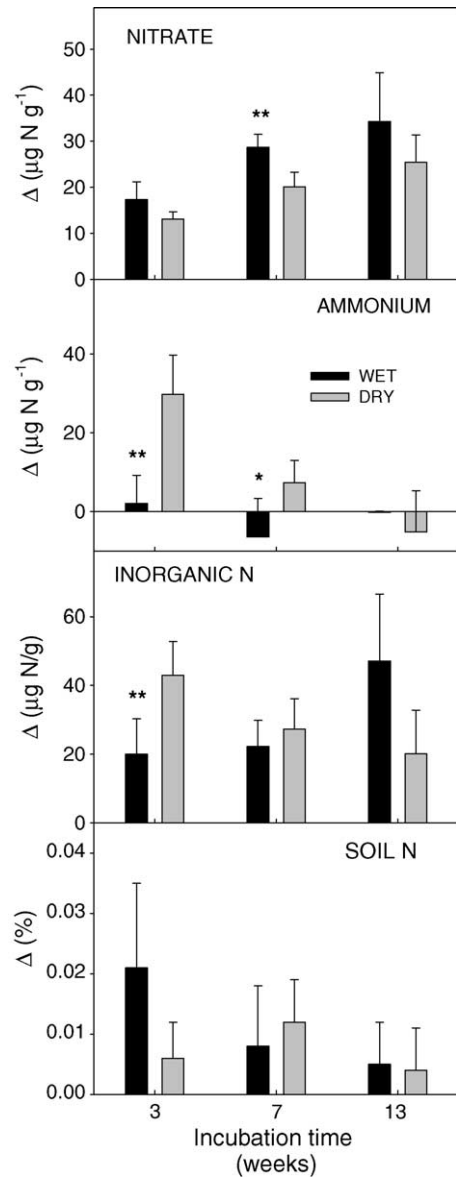 NITRATE
Δ (µg N g⁻¹)
50
40
30
20
10
0
**
AMMONIUM
Δ (µg N g⁻¹)
40
20
0
WET
DRY
**
*
INORGANIC N
Δ (µg N/g)
60
40
20
0
**
SOIL N
Δ (%)
0.04
0.03
0.02
0.01
0.00
3 7 13
Incubation time
(weeks)